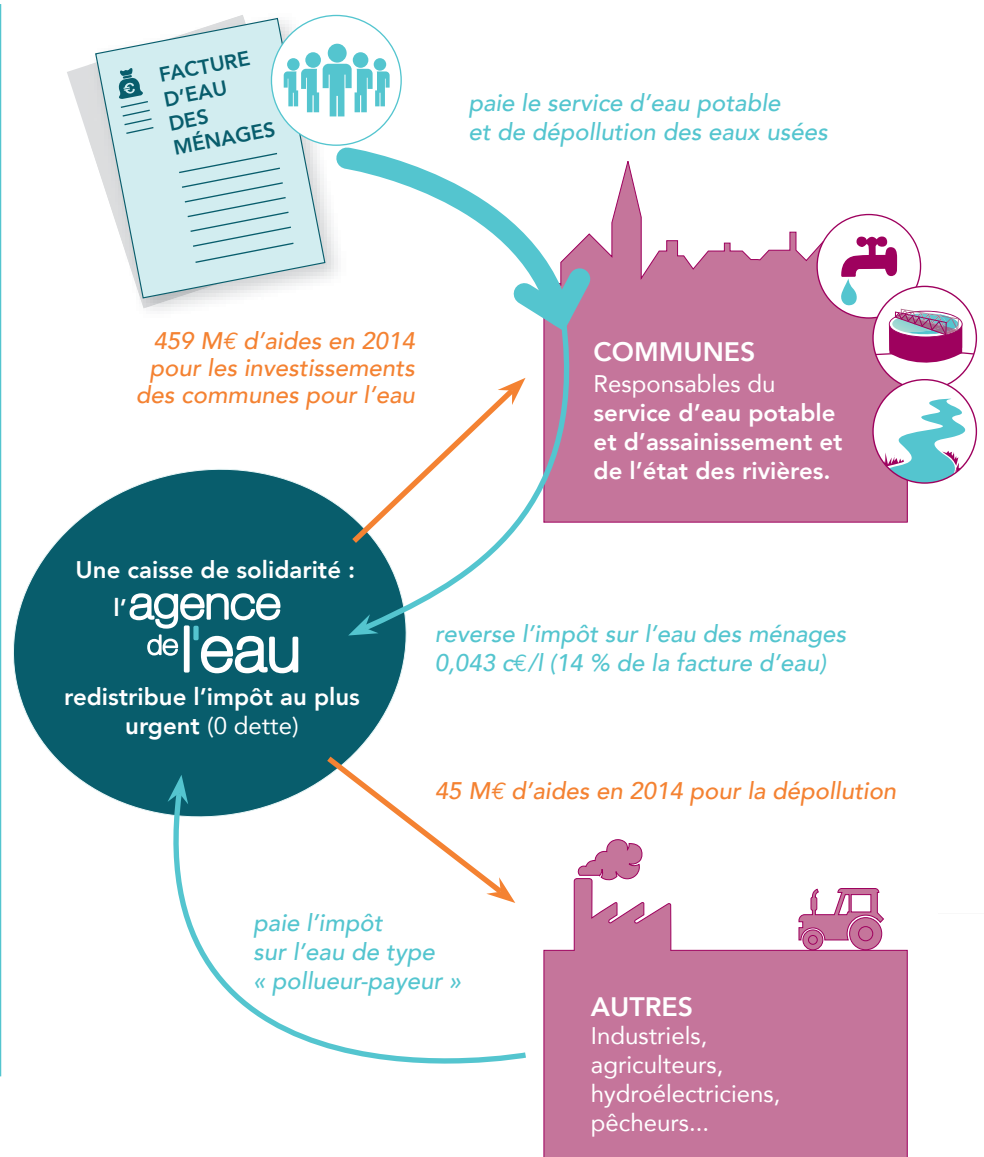 FACTURE
D'EAU
DES
MÉNAGES
€
paie le service d'eau potable
et de dépollution des eaux usées
459 M€ d'aides en 2014
pour les investissements
des communes pour l'eau
COMMUNES
Responsables du
service d'eau potable
et d'assainissement et
de l'état des rivières.
Une caisse de solidarité :
l'agence
de l'eau
redistribue l'impôt au plus
urgent (0 dette)
reverse l'impôt sur l'eau des ménages
0,043 c€/l (14 % de la facture d'eau)
45 M€ d'aides en 2014 pour la dépollution
paie l'impôt
sur l'eau de type
« pollueur-payeur »
AUTRES
Industriels,
agriculteurs,
hydroélectriciens,
pêcheurs...